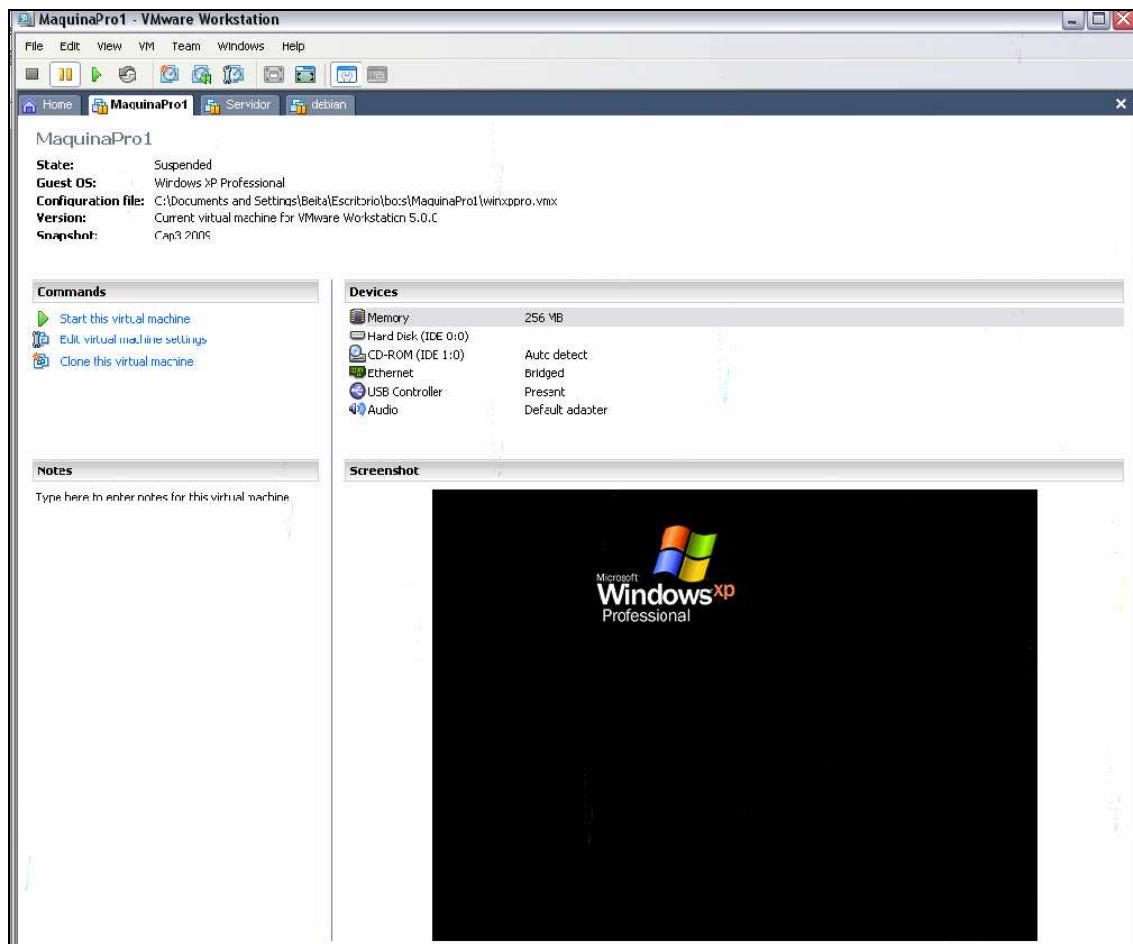 MaquinaPro1 - VMware Workstation
File Edit View VM Team Windows Help
Home MaquinaPro1 Servidor debian
MaquinaPro1
State: Suspended
Guest OS: Windows XP Professional
Configuration file: C:\Documents and Settings\Beita\Escritorio\bots\MaquinaPro1\winxppro.vmx
Version: Current virtual machine for VMware Workstation 5.0.0
Snapshot: Cap3 2009
Commands
Start this virtual machine
Edit virtual machine settings
Clone this virtual machine
Devices
Memory 256 MB
Hard Disk (IDE 0:0)
CD-ROM (IDE 1:0) Auto detect
Ethernet Bridged
USB Controller Present
Audio Default adapter
Notes
Type here to enter notes for this virtual machine
Screenshot
Microsoft
Windows xp
Professional